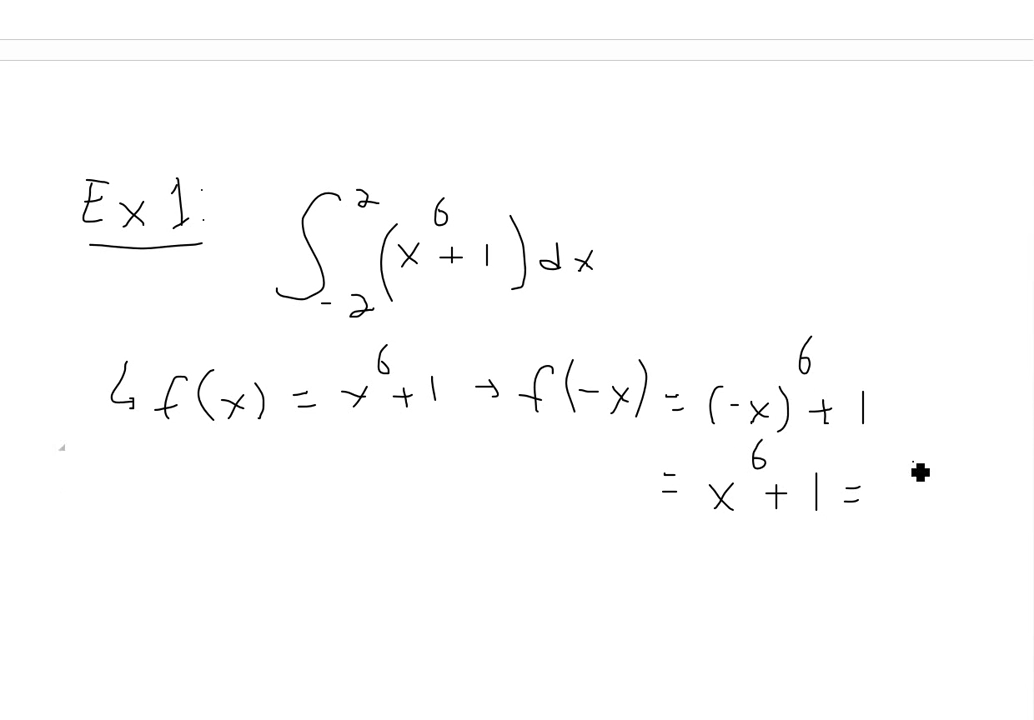 Ex 1: ∫_{-2}^{2} (x^6 + 1) dx
↳ f(x) = x^6 + 1 → f(-x) = (-x)^6 + 1
= x^6 + 1 =